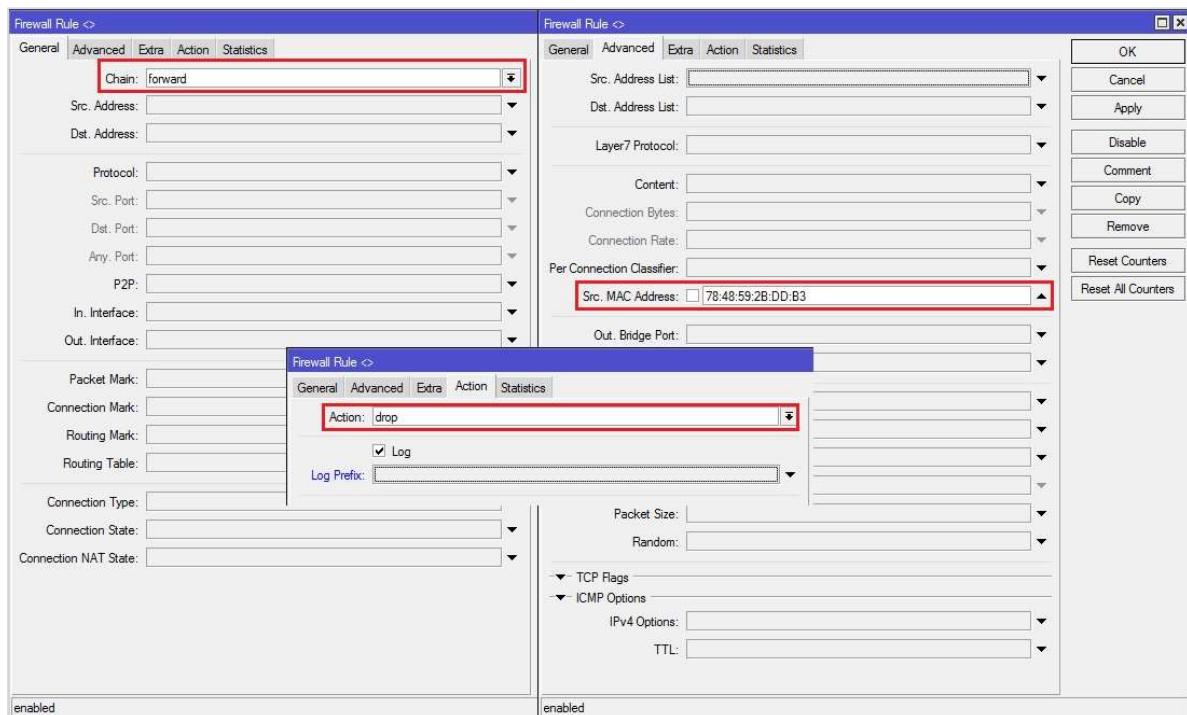 Firewall Rule <>
General Advanced Extra Action Statistics
Chain: forward
Src. Address:
Dst. Address:
Protocol:
Src. Port:
Dst. Port:
Any. Port:
P2P:
In. Interface:
Out. Interface:
Packet Mark:
Connection Mark:
Routing Mark:
Routing Table:
Connection Type:
Connection State:
Connection NAT State:
enabled
Firewall Rule <>
General Advanced Extra Action Statistics
Src. Address List:
Dst. Address List:
Layer7 Protocol:
Content:
Connection Bytes:
Connection Rate:
Per Connection Classifier:
Src. MAC Address: 78:48:59:2B:DD:B3
Out. Bridge Port:
Packet Size:
Random:
TCP Flags
ICMP Options
IPv4 Options:
TTL:
enabled
OK
Cancel
Apply
Disable
Comment
Copy
Remove
Reset Counters
Reset All Counters
Firewall Rule <>
General Advanced Extra Action Statistics
Action: drop
Log
Log Prefix: